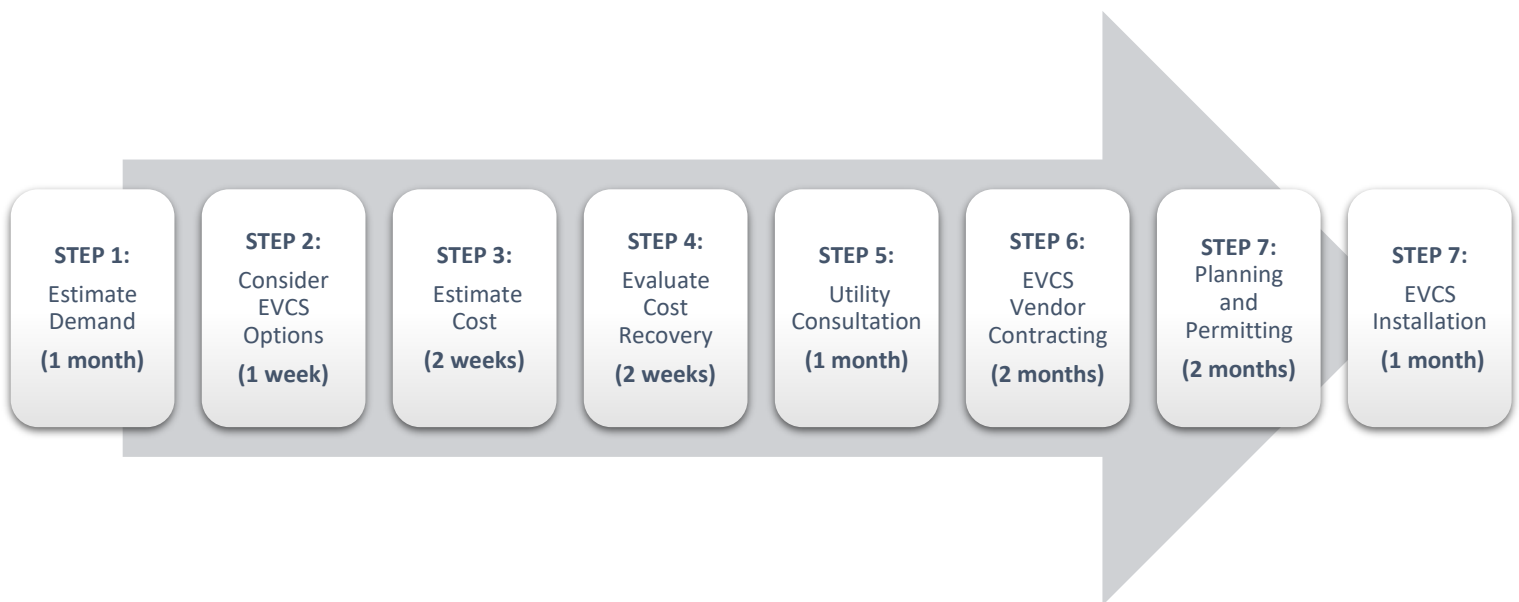 STEP 1:
Estimate
Demand
(1 month)
STEP 2:
Consider
EVCS
Options
(1 week)
STEP 3:
Estimate
Cost
(2 weeks)
STEP 4:
Evaluate
Cost
Recovery
(2 weeks)
STEP 5:
Utility
Consultation
(1 month)
STEP 6:
EVCS
Vendor
Contracting
(2 months)
STEP 7:
Planning
and
Permitting
(2 months)
STEP 7:
EVCS
Installation
(1 month)